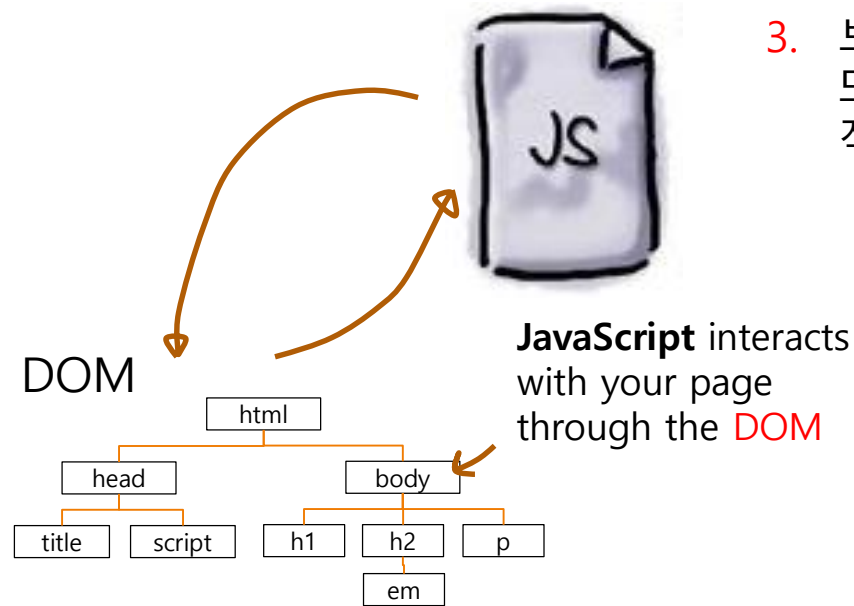 JS
3.
JavaScript interacts
with your page
through the DOM
DOM
html
head body
title script h1 h2 p
em